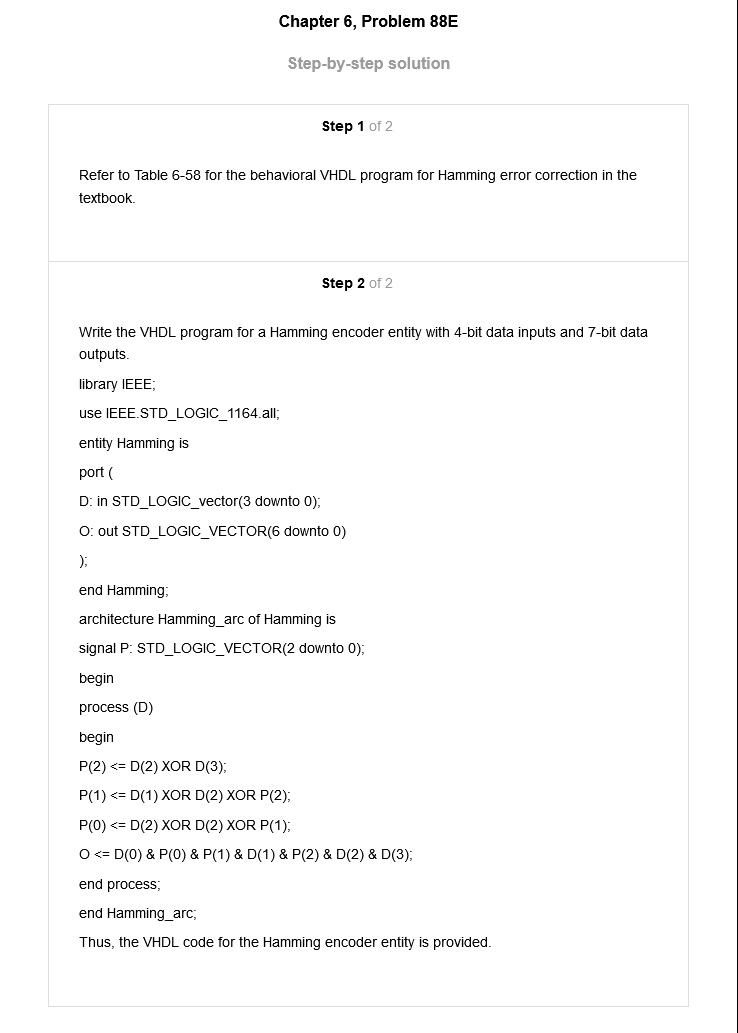 Chapter 6, Problem 88E
Step-by-step solution
Step 1 of 2
Refer to Table 6-58 for the behavioral VHDL program for Hamming error correction in the
textbook.
Step 2 of 2
Write the VHDL program for a Hamming encoder entity with 4-bit data inputs and 7-bit data
outputs.
library IEEE;
use IEEE.STD_LOGIC_1164.all;
entity Hamming is
port (
D: in STD_LOGIC_vector(3 downto 0);
O: out STD_LOGIC_VECTOR(6 downto 0)
);
end Hamming;
architecture Hamming_arc of Hamming is
signal P: STD_LOGIC_VECTOR(2 downto 0);
begin
process (D)
begin
P(2) <= D(2) XOR D(3);
P(1) <= D(1) XOR D(2) XOR P(2);
P(0) <= D(2) XOR D(2) XOR P(1);
O <= D(0) & P(0) & P(1) & D(1) & P(2) & D(2) & D(3);
end process;
end Hamming_arc;
Thus, the VHDL code for the Hamming encoder entity is provided.